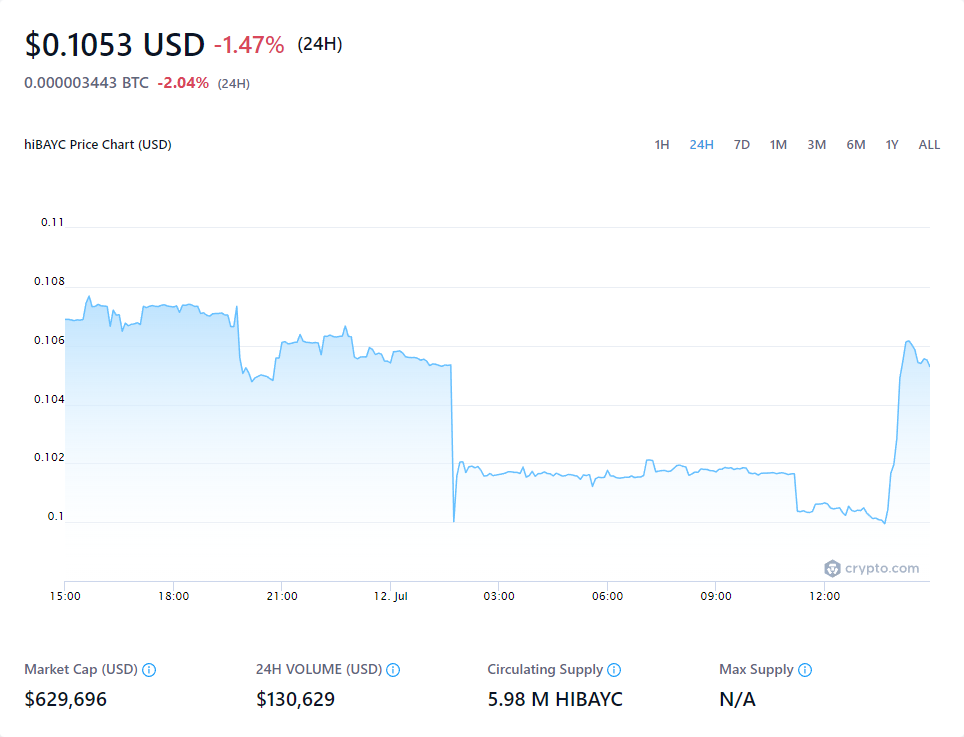 $0.1053 USD -1.47% (24H)
0.000003443 BTC -2.04% (24H)
hiBAYC Price Chart (USD) 1H 24H 7D 1M 3M 6M 1Y ALL
0.11
0.108
0.106
0.104
0.102
0.1
crypto.com
15:00 18:00 21:00 12. Jul 03:00 06:00 09:00 12:00
Market Cap (USD) 24H VOLUME (USD) Circulating Supply Max Supply
$629,696 $130,629 5.98 M HIBAYC N/A